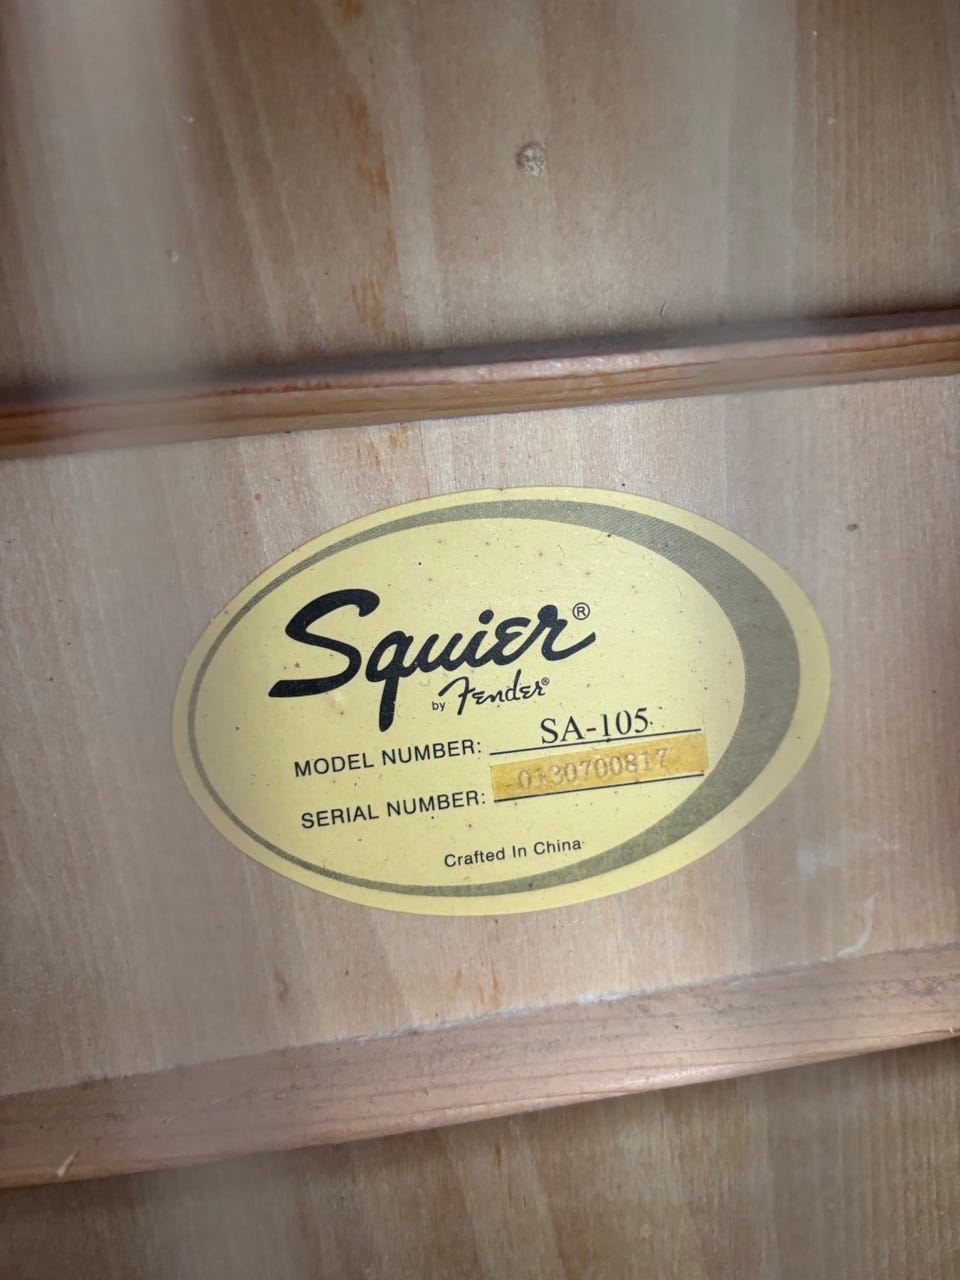 Squier®
by Fender®
MODEL NUMBER: SA-105
SERIAL NUMBER: 0130700817
Crafted In China